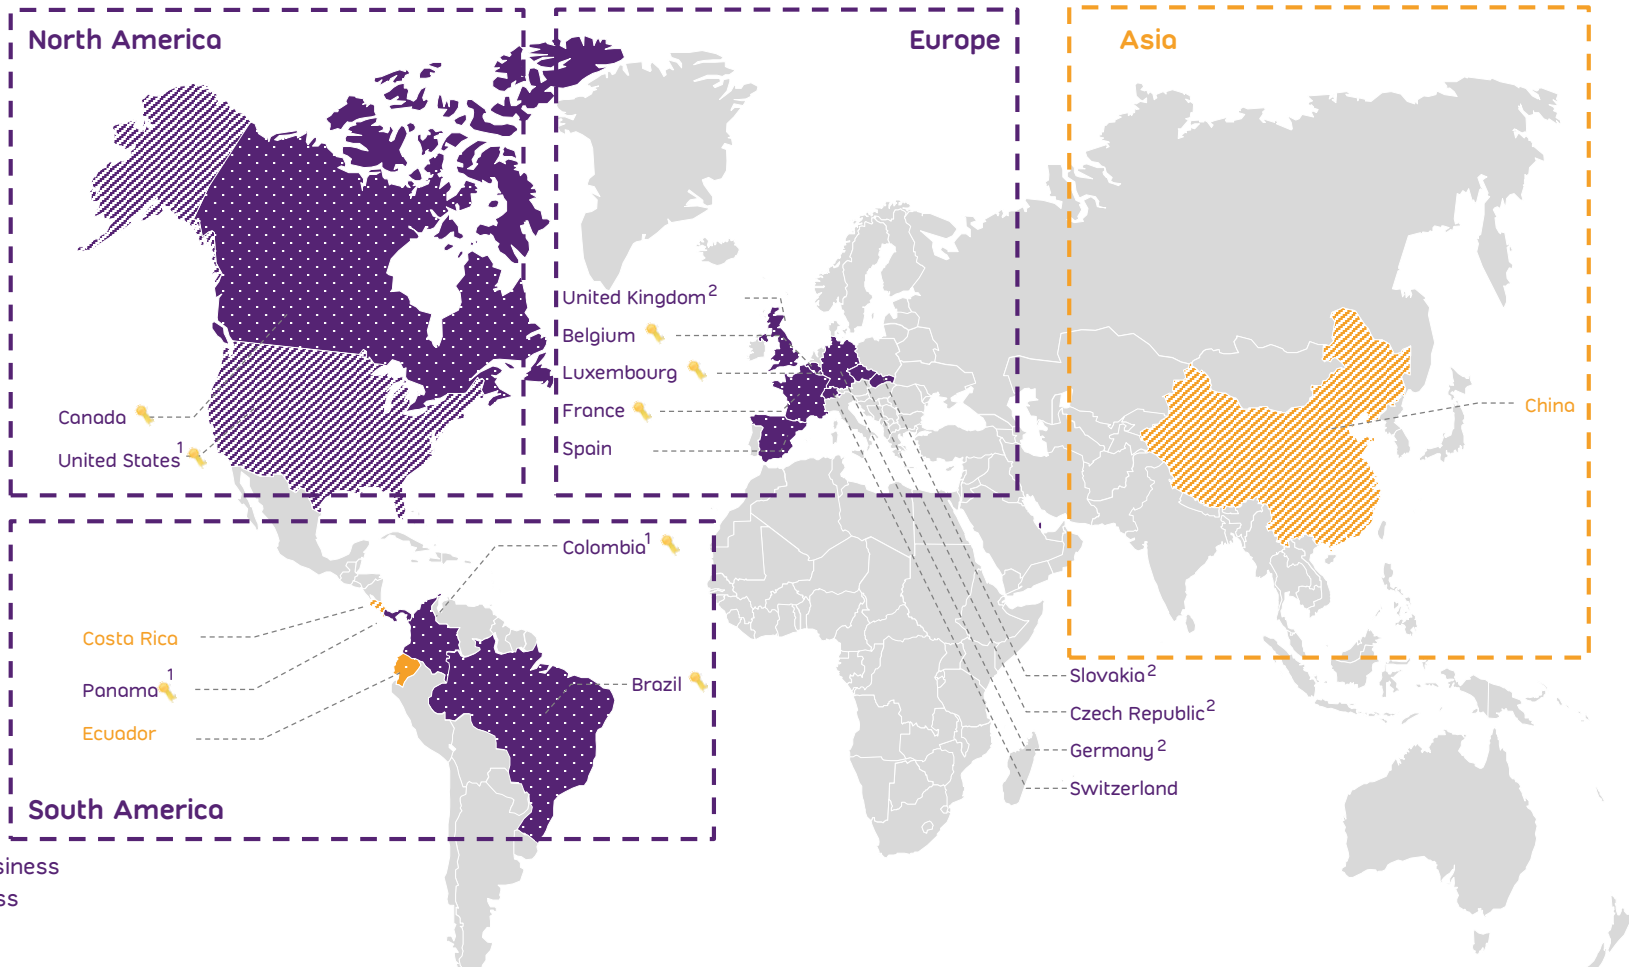 North America
Europe
Asia
United Kingdom2
Belgium
Luxembourg
France
Spain
Canada
United States1
China
Colombia1
Costa Rica
Panama1
Ecuador
Brazil
Slovakia2
Czech Republic2
Germany2
Switzerland
South America
siness
ss